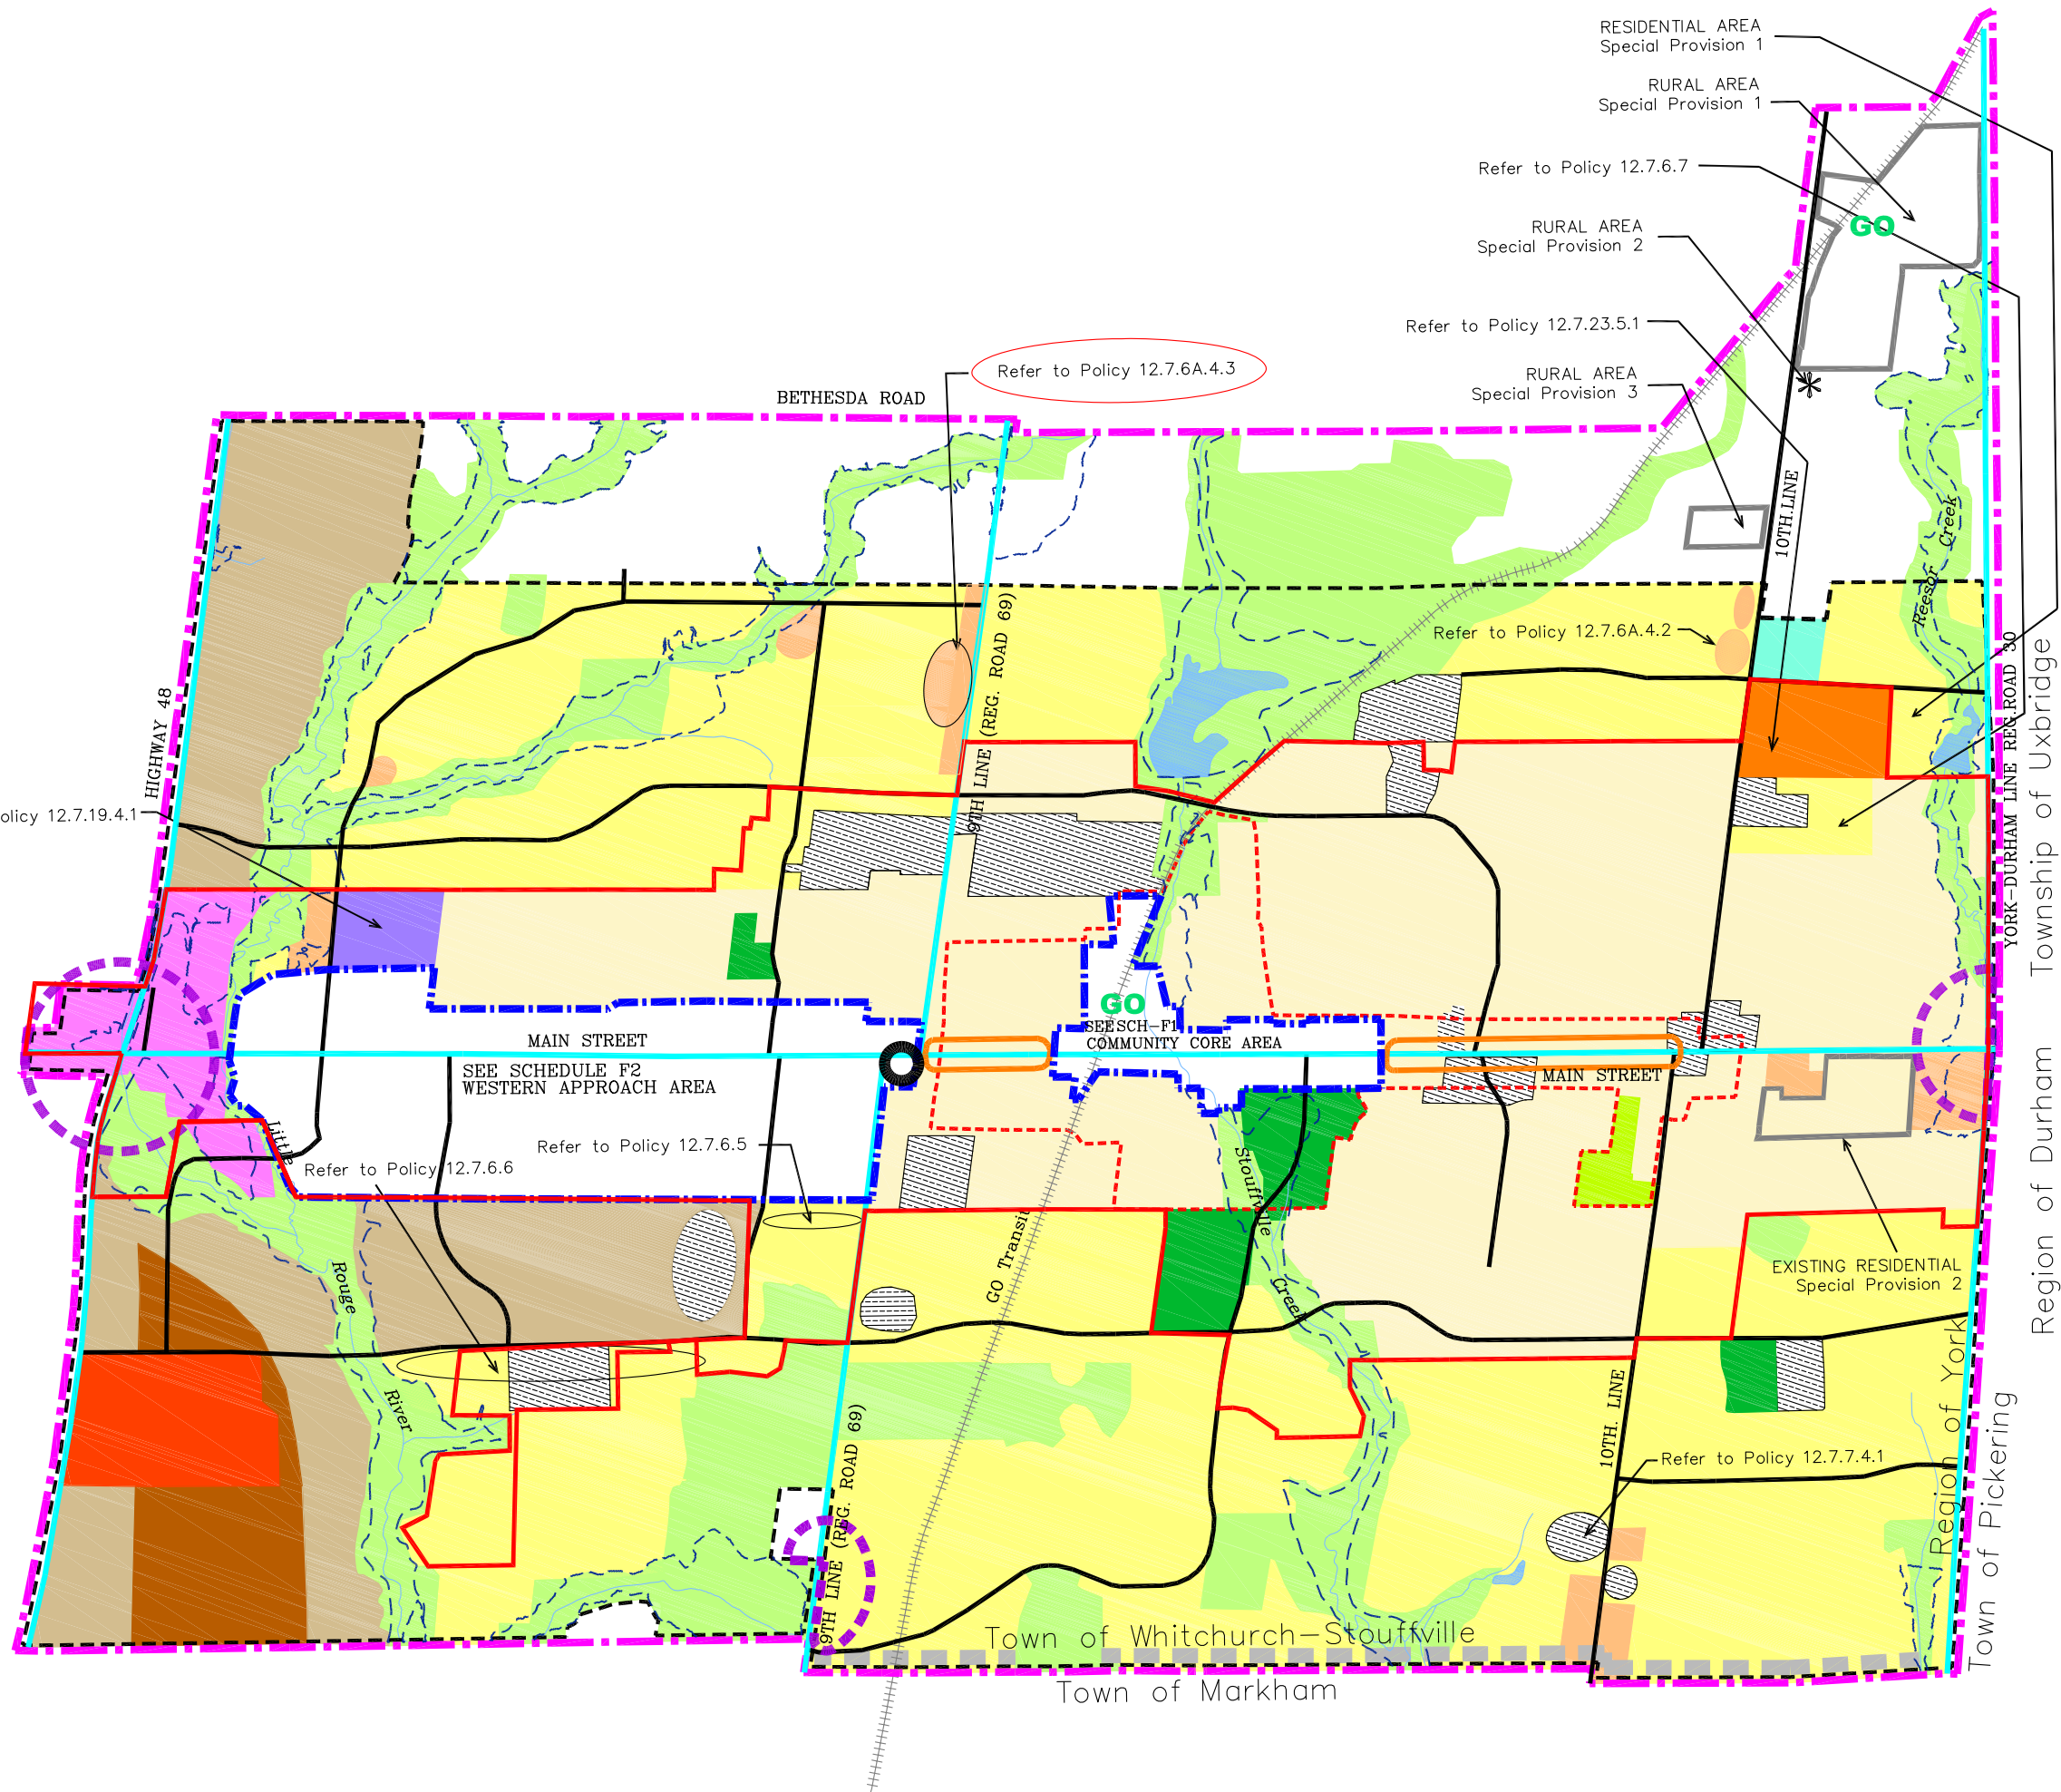 RESIDENTIAL AREA
Special Provision 1
RURAL AREA
Special Provision 1
Refer to Policy 12.7.6.7
RURAL AREA
Special Provision 2
GO
Refer to Policy 12.7.23.5.1
Refer to Policy 12.7.6A.4.3
RURAL AREA
Special Provision 3
BETHESDA ROAD
10TH.LINE
Reesor Creek
Refer to Policy 12.7.6A.4.2
9TH LINE (REG. ROAD 69)
HIGHWAY 48
YORK-DURHAM LINE REG.ROAD 30
Township of Uxbridge
olicy 12.7.19.4.1
GO
SEE SCH-F1
COMMUNITY CORE AREA
MAIN STREET
SEE SCHEDULE F2
WESTERN APPROACH AREA
MAIN STREET
Region of Durham
Little
Refer to Policy 12.7.6.5
Refer to Policy 12.7.6.6
Stouffville
Creek
GO Transit
EXISTING RESIDENTIAL
Special Provision 2
Rouge
River
10TH. LINE
Region of York
Town of Pickering
Refer to Policy 12.7.7.4.1
9TH LINE (REG. ROAD 69)
Town of Whitchurch-Stouffville
Town of Markham